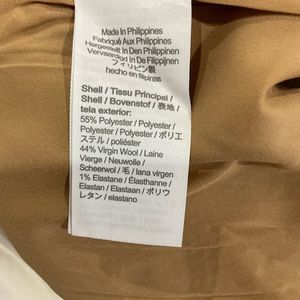 Made In Philippines
Fabriqué Aux Philippines
Hergestellt In Den Philippinen
Vervaardigd In De Filippijnen
フィリピン製
hecho en filipinas
Shell / Tissu Principal /
Shell / Bovenstof / 表地 /
tela exterior:
55% Polyester / Polyester /
Polyester / Polyester / ポリエ
ステル / poliéster
44% Virgin Wool / Laine
Vierge / Neuwolle /
Scheerwol / 毛 / lana virgen
1% Elastane / Élasthanne /
Elastan / Elastaan / ポリウ
レタン / elastano